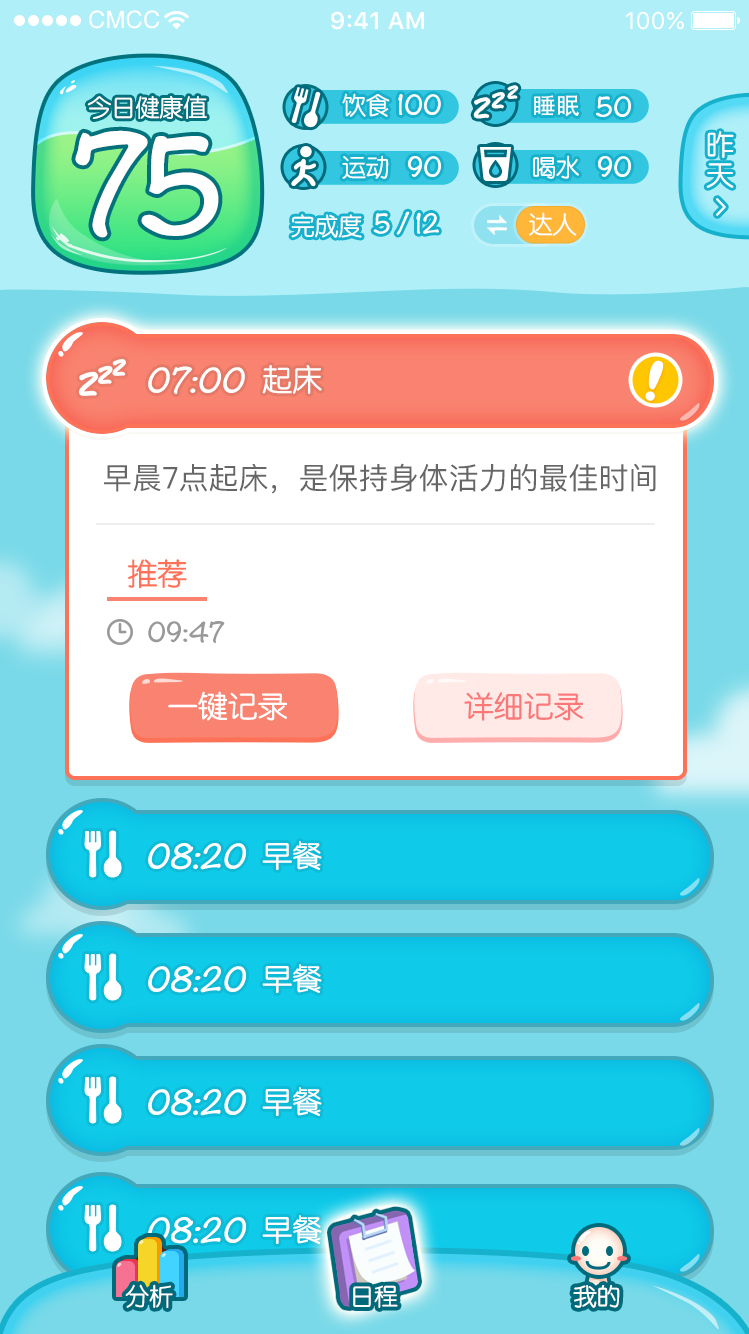 CMCC 9:41 AM 100%
今日健康值
75
饮食 100
睡眠 50
运动 90
喝水 90
完成度 5/12
达人
昨天
07:00 起床
早晨7点起床，是保持身体活力的最佳时间
推荐
09:47
一键记录 详细记录
08:20 早餐
08:20 早餐
08:20 早餐
08:20 早餐
分析 日程 我的